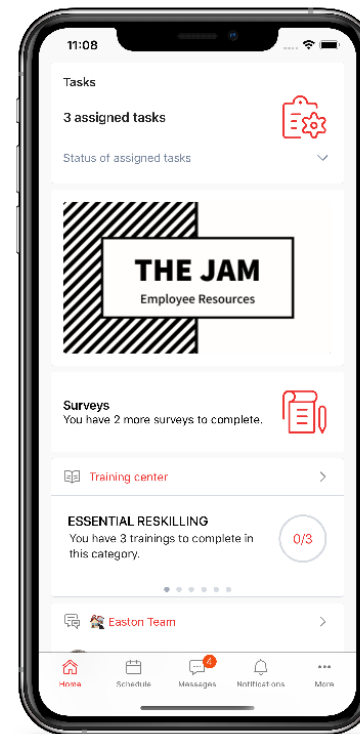 11:08
Tasks
3 assigned tasks
Status of assigned tasks
THE JAM
Employee Resources
Surveys
You have 2 more surveys to complete.
Training center
ESSENTIAL RESKILLING
You have 3 trainings to complete in
this category.
0/3
Easton Team
4
Home Schedule Messages Notifications More